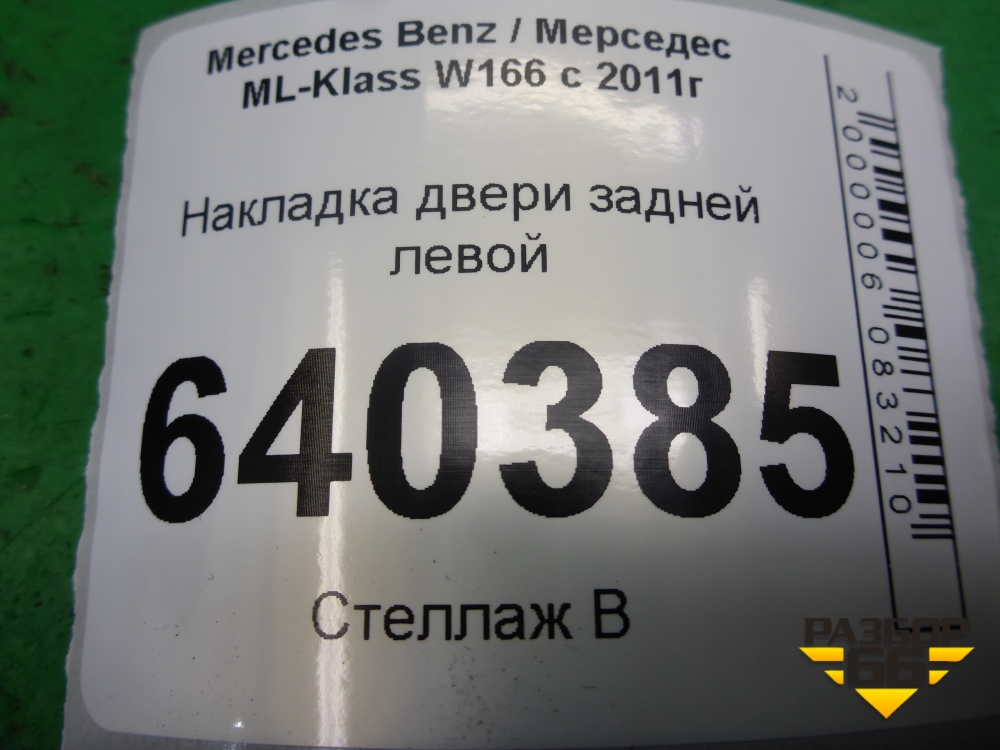 Mercedes Benz / Мерседес
ML-Klass W166 с 2011г
Накладка двери задней
левой
640385
Стеллаж В
2000006083210
РАЗБОР
66